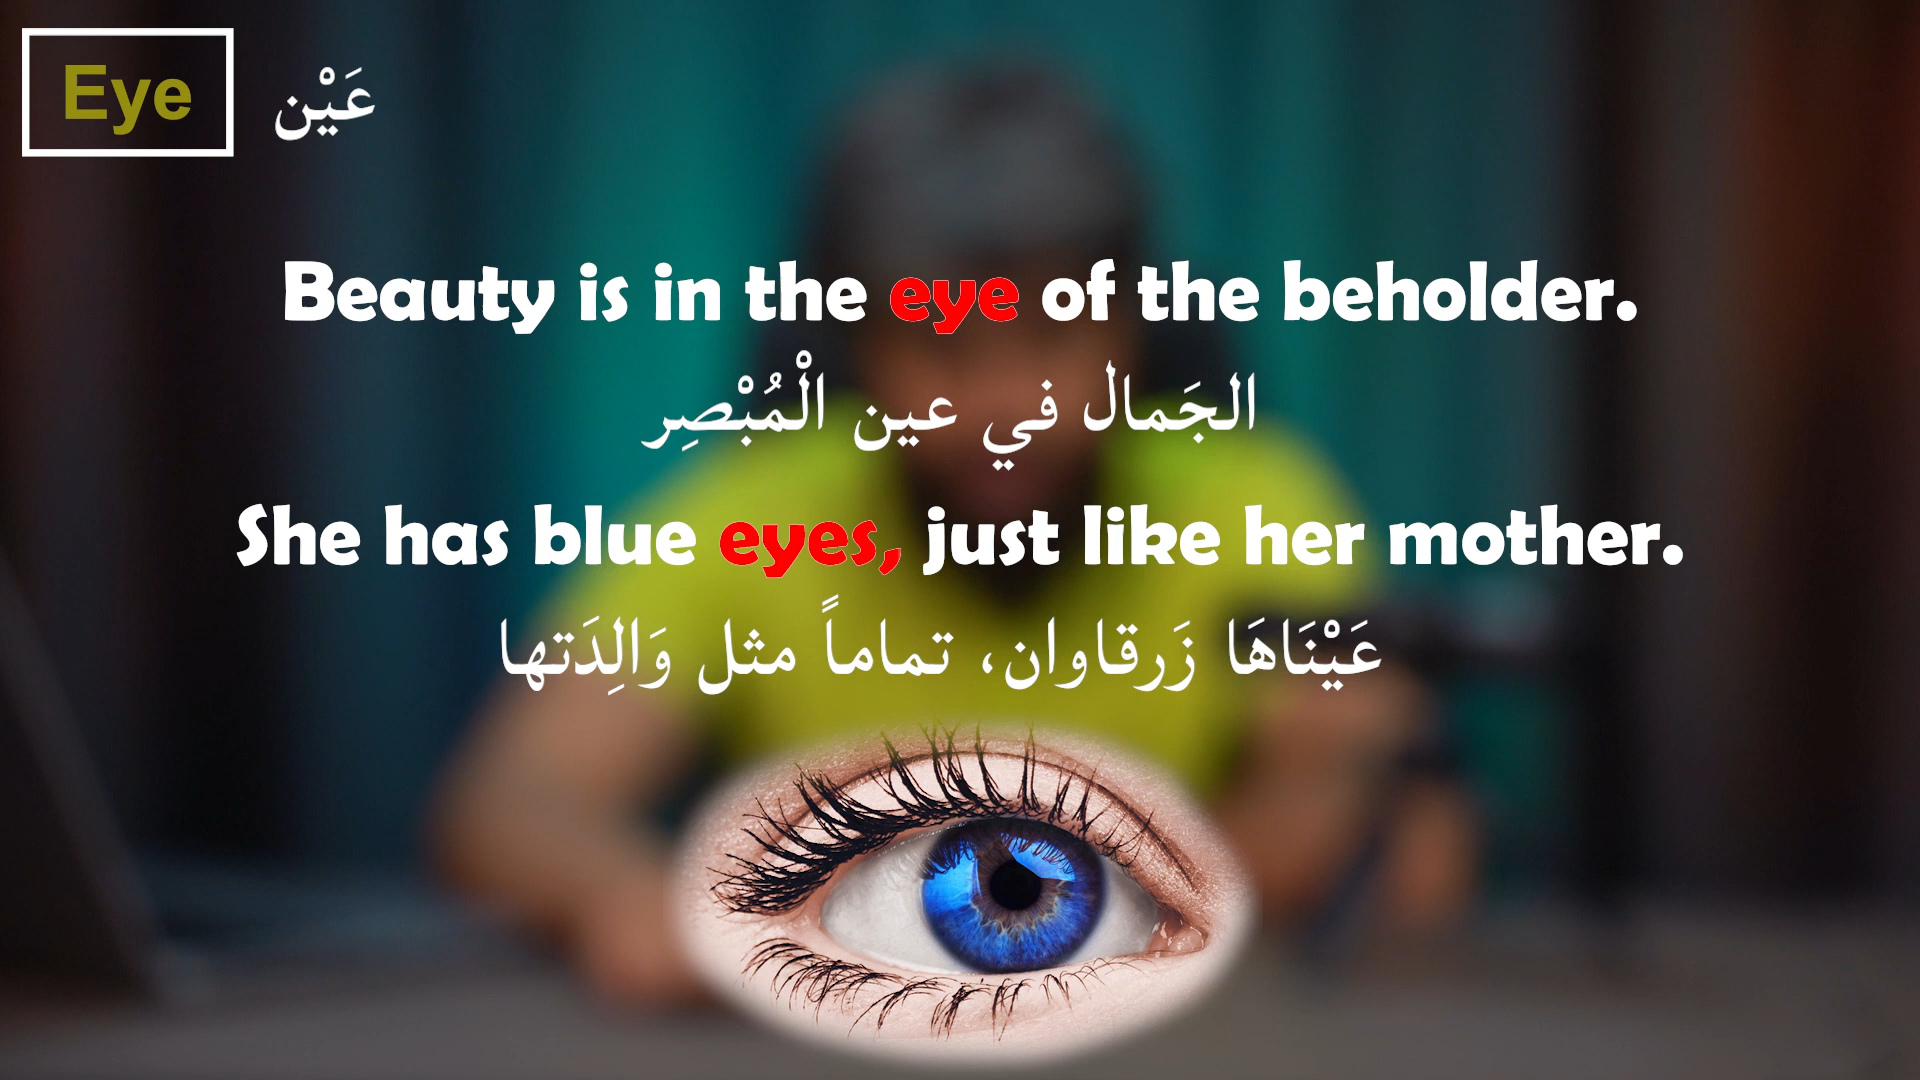 Eye
عَيْن
Beauty is in the eye of the beholder.
الجَمالْ في عين الْمُبْصِر
She has blue eyes, just like her mother.
عَيْنَاهَا زَرقاوان، تماماً مثل وَالِدَتها